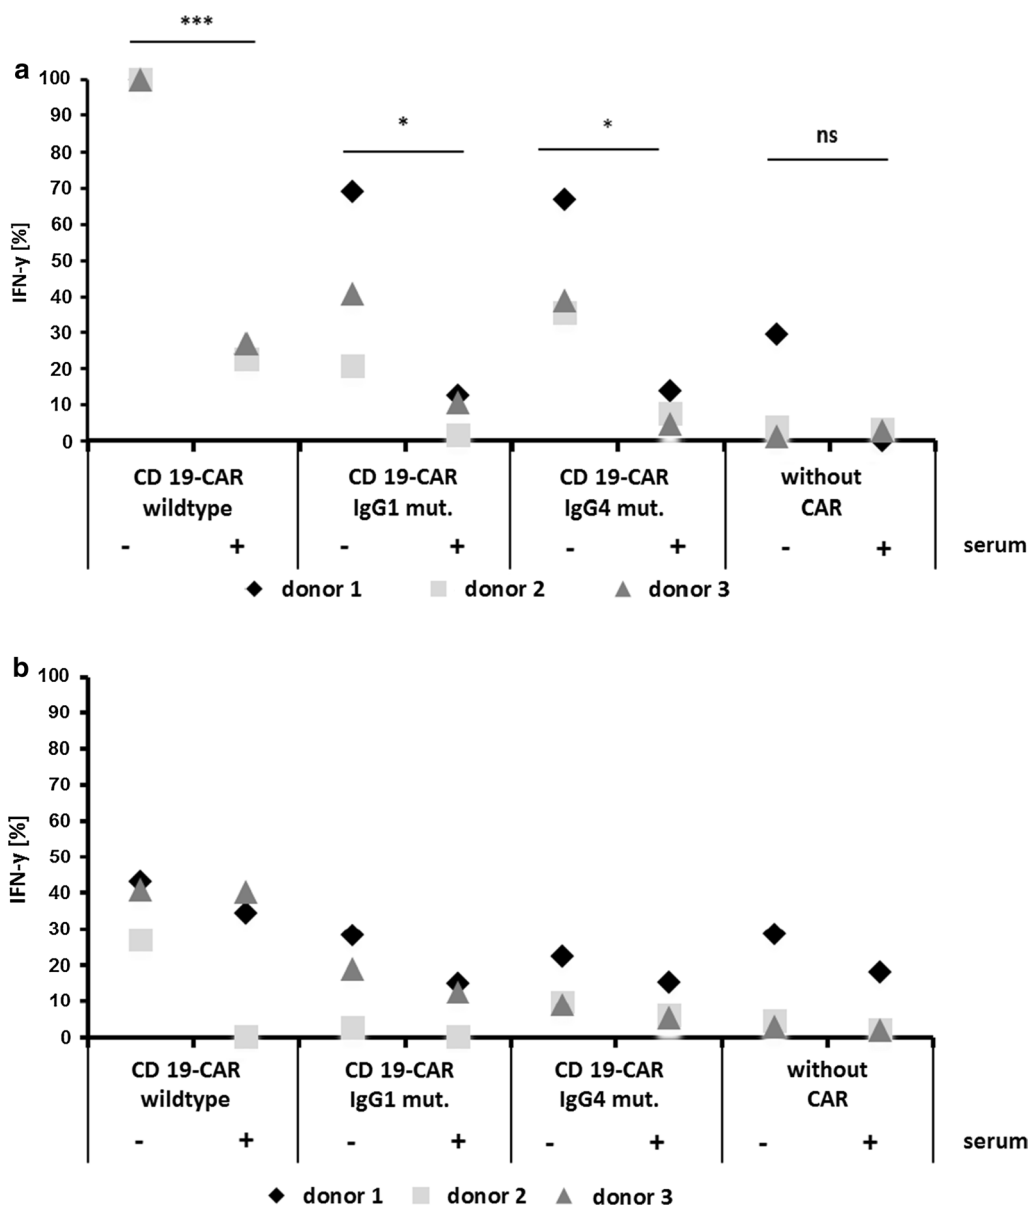 ***
a
100
90
80
70
60
50
40
30
20
10
0
IFN-y [%]
*
*
ns
CD 19-CAR CD 19-CAR CD 19-CAR without
wildtype IgG1 mut. IgG4 mut. CAR
- + - + - + - + serum
donor 1 donor 2 donor 3
b
100
90
80
70
60
50
40
30
20
10
0
IFN-y [%]
CD 19-CAR CD 19-CAR CD 19-CAR without
wildtype IgG1 mut. IgG4 mut. CAR
- + - + - + - + serum
donor 1 donor 2 donor 3